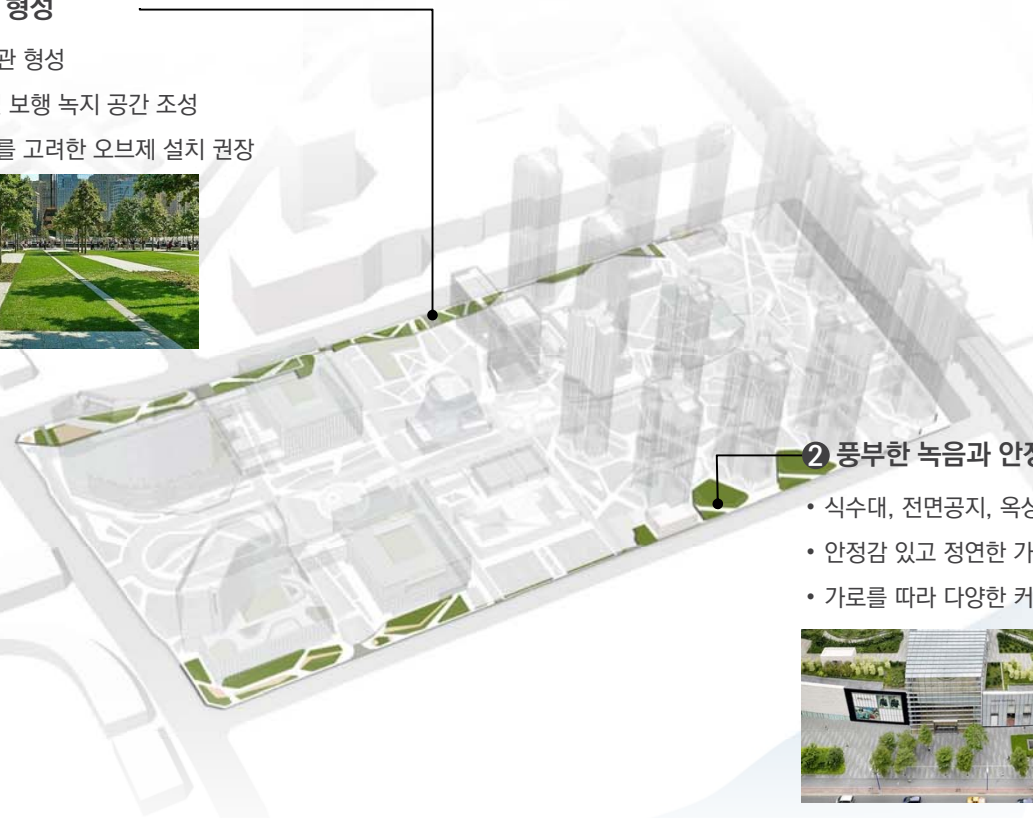 형성
관 형성
보행 녹지 공간 조성
를 고려한 오브제 설치 권장
2 풍부한 녹음과 안정
• 식수대, 전면공지, 옥상
• 안정감 있고 정연한 가
• 가로를 따라 다양한 커